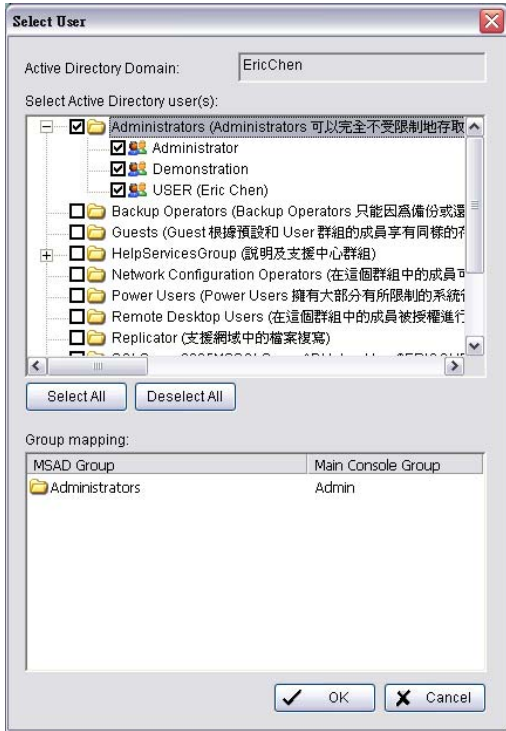 Select User
Active Directory Domain: EricChen
Select Active Directory user(s):
Administrators (Administrators 可以完全不受限制地存取
Administrator
Demonstration
USER (Eric Chen)
Backup Operators (Backup Operators 只能因為備份或還
Guests (Guest 根據預設和 User 群組的成員享有同樣的存
HelpServicesGroup (說明及支援中心群組)
Network Configuration Operators (在這個群組中的成員可
Power Users (Power Users 擁有大部分有所限制的系統管
Remote Desktop Users (在這個群組中的成員被授權進行
Replicator (支援網域中的檔案複寫)
Select All Deselect All
Group mapping:
MSAD Group Main Console Group
Administrators Admin
OK Cancel